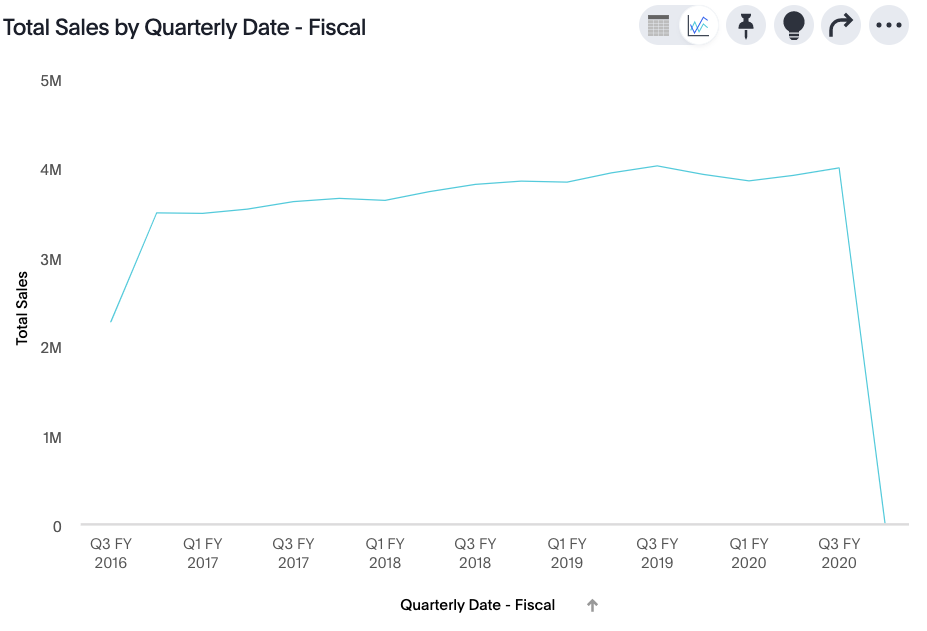 Total Sales by Quarterly Date - Fiscal
5M
4M
3M
2M
1M
0
Total Sales
Q3 FY 2016
Q1 FY 2017
Q3 FY 2017
Q1 FY 2018
Q3 FY 2018
Q1 FY 2019
Q3 FY 2019
Q1 FY 2020
Q3 FY 2020
Quarterly Date - Fiscal